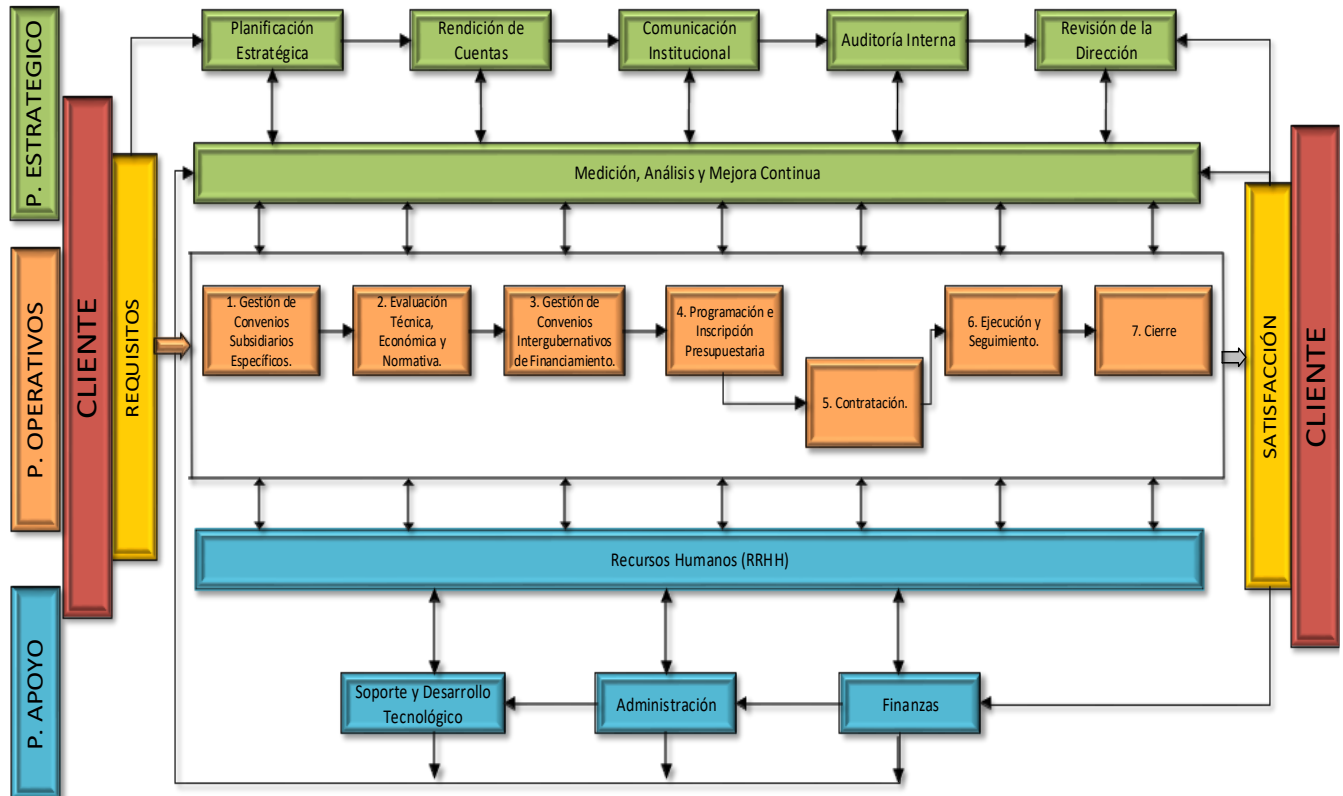 P. ESTRATEGICO
P. OPERATIVOS
P. APOYO
CLIENTE
REQUISITOS
Planificación
Estratégica
Rendición de
Cuentas
Comunicación
Institucional
Auditoría Interna
Revisión de la
Dirección
Medición, Análisis y Mejora Continua
1. Gestión de
Convenios
Subsidiarios
Específicos.
2. Evaluación
Técnica,
Económica y
Normativa.
3. Gestión de
Convenios
Intergubernativos
de Financiamiento.
4. Programación e
Inscripción
Presupuestaria
5. Contratación.
6. Ejecución y
Seguimiento.
7. Cierre
Recursos Humanos (RRHH)
Soporte y Desarrollo
Tecnológico
Administración
Finanzas
SATISFACCIÓN
CLIENTE